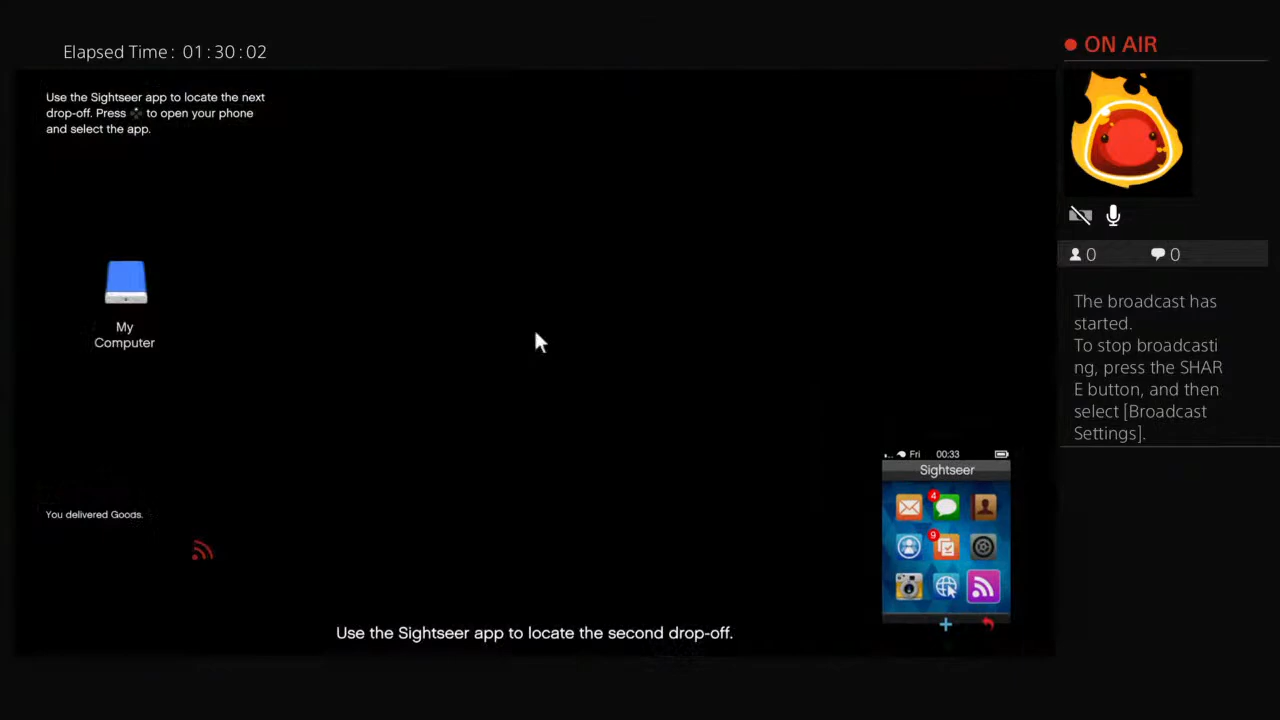 Elapsed Time: 01:30:02
ON AIR
Use the Sightseer app to locate the next
drop-off. Press to open your phone
and select the app.
0
0
The broadcast has
started.
To stop broadcasti
ng, press the SHAR
E button, and then
select [Broadcast
Settings].
My
Computer
Fri 00:33
Sightseer
4
9
You delivered Goods.
Use the Sightseer app to locate the second drop-off.